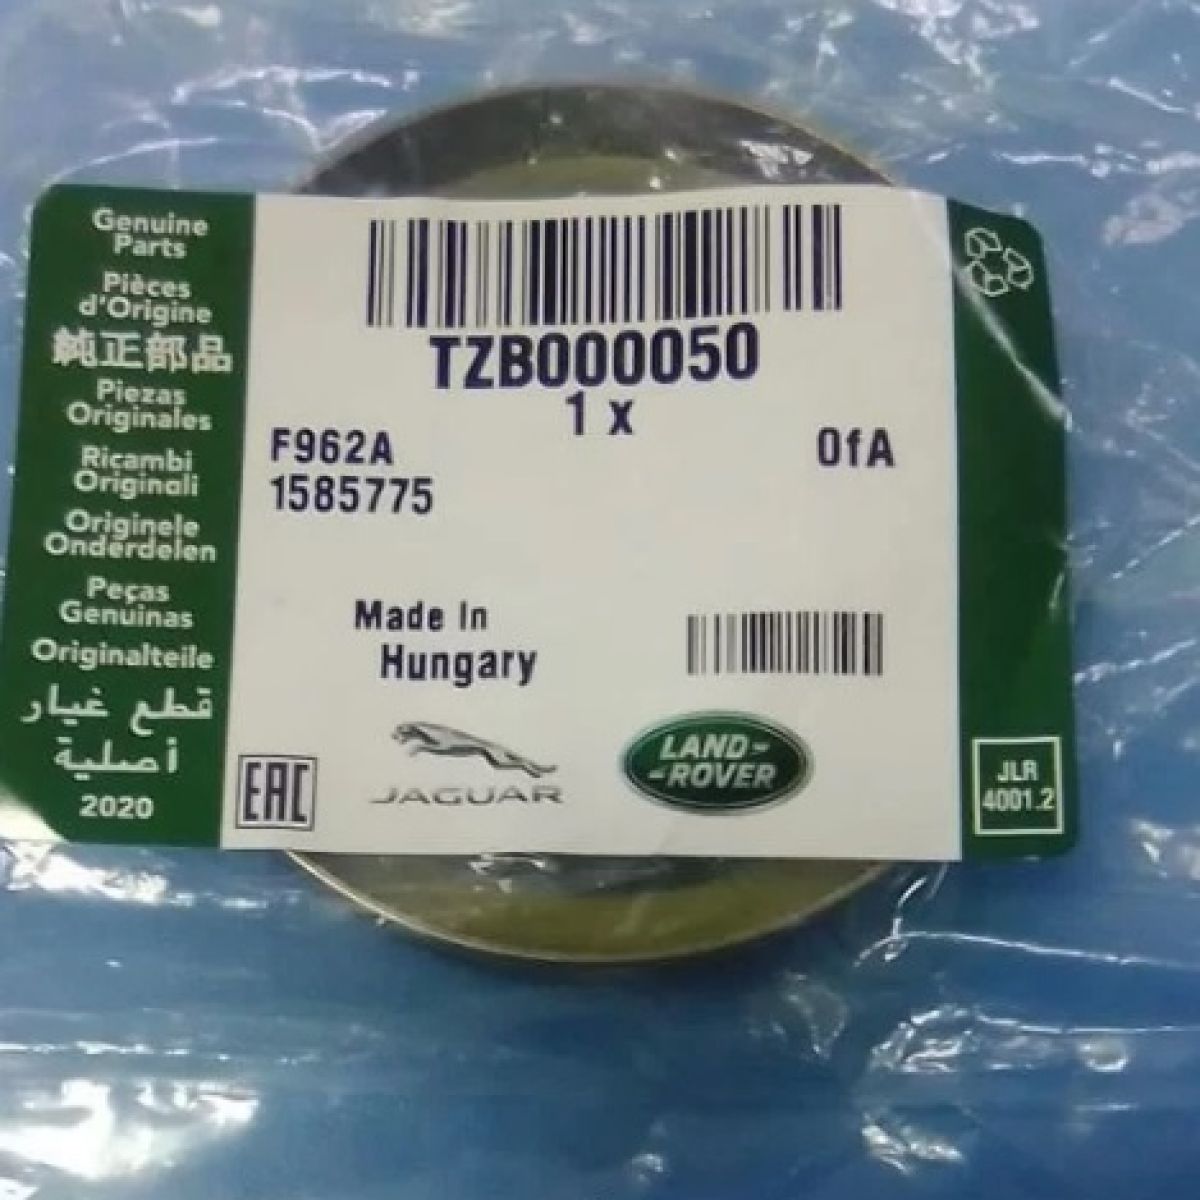 Genuine
Parts
Pièces
d'Origine
純正部品
Piezas
Originales
Ricambi
Originali
Originele
Onderdelen
Peças
Genuinas
Originalteile
قطع غيار
أصلية
2020
TZB000050
1 x
F962A
0fA
1585775
Made In
Hungary
EAC
JAGUAR
LAND-
-ROVER
JLR
4001.2